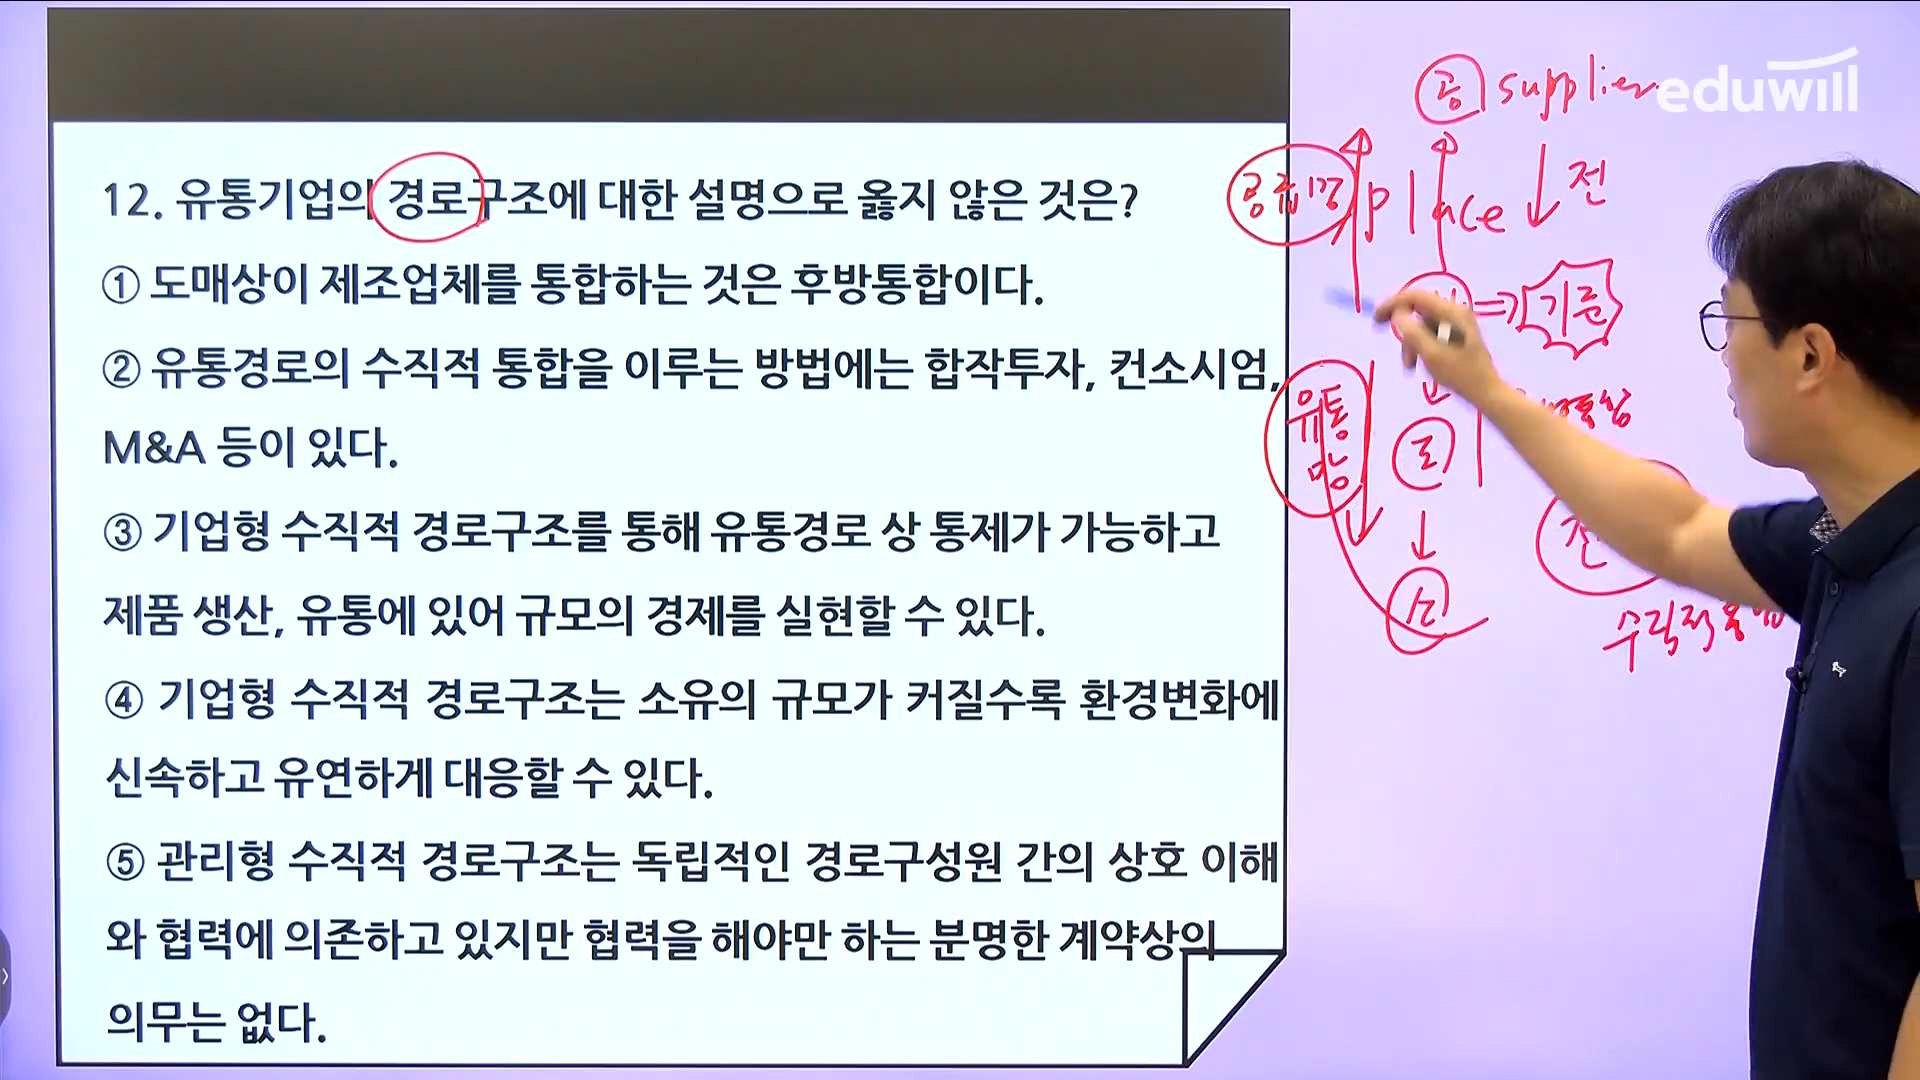 12. 유통기업의 경로구조에 대한 설명으로 옳지 않은 것은?
① 도매상이 제조업체를 통합하는 것은 후방통합이다.
② 유통경로의 수직적 통합을 이루는 방법에는 합작투자, 컨소시엄,
M&A 등이 있다.
③ 기업형 수직적 경로구조를 통해 유통경로 상 통제가 가능하고
제품 생산, 유통에 있어 규모의 경제를 실현할 수 있다.
④ 기업형 수직적 경로구조는 소유의 규모가 커질수록 환경변화에
신속하고 유연하게 대응할 수 있다.
⑤ 관리형 수직적 경로구조는 독립적인 경로구성원 간의 상호 이해
와 협력에 의존하고 있지만 협력을 해야만 하는 분명한 계약상의
의무는 없다.
eduwill
공 supplier
공급망 place 전
기준
유통망
도
소
전
수직적